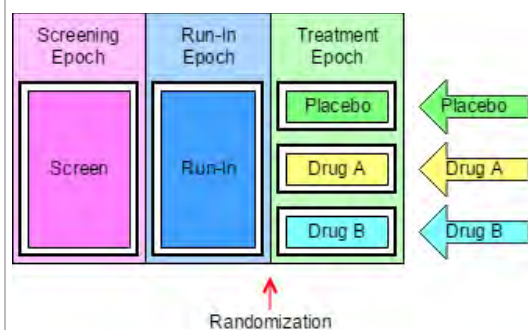 Screening
Epoch
Run-In
Epoch
Treatment
Epoch
Screen
Run-In
Placebo
Drug A
Drug B
Placebo
Drug A
Drug B
Randomization